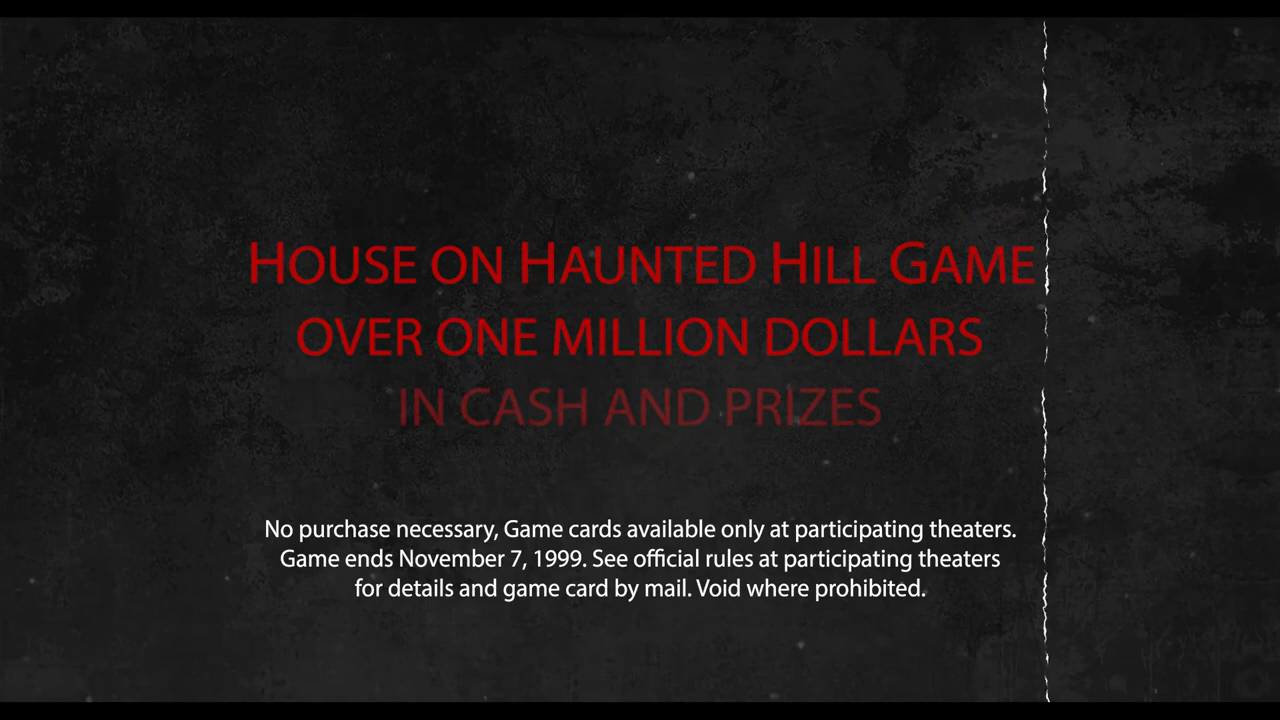 House on Haunted Hill Game
OVER ONE MILLION DOLLARS
IN CASH AND PRIZES
No purchase necessary, Game cards available only at participating theaters.
Game ends November 7, 1999. See official rules at participating theaters
for details and game card by mail. Void where prohibited.